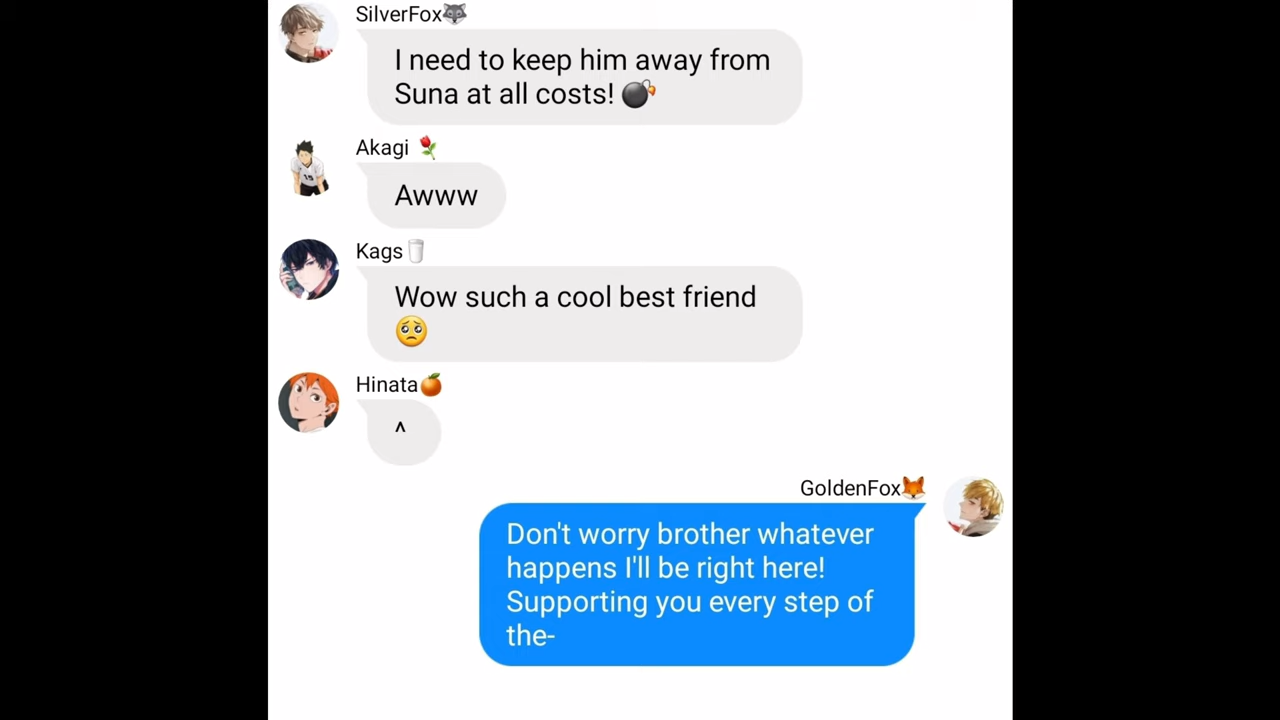 SilverFox🦝
I need to keep him away from
Suna at all costs! 💣
Akagi 🌹
Awww
Kags🥛
Wow such a cool best friend
🥺
Hinata🍊
^
GoldenFox🦊
Don't worry brother whatever
happens I'll be right here!
Supporting you every step of
the-